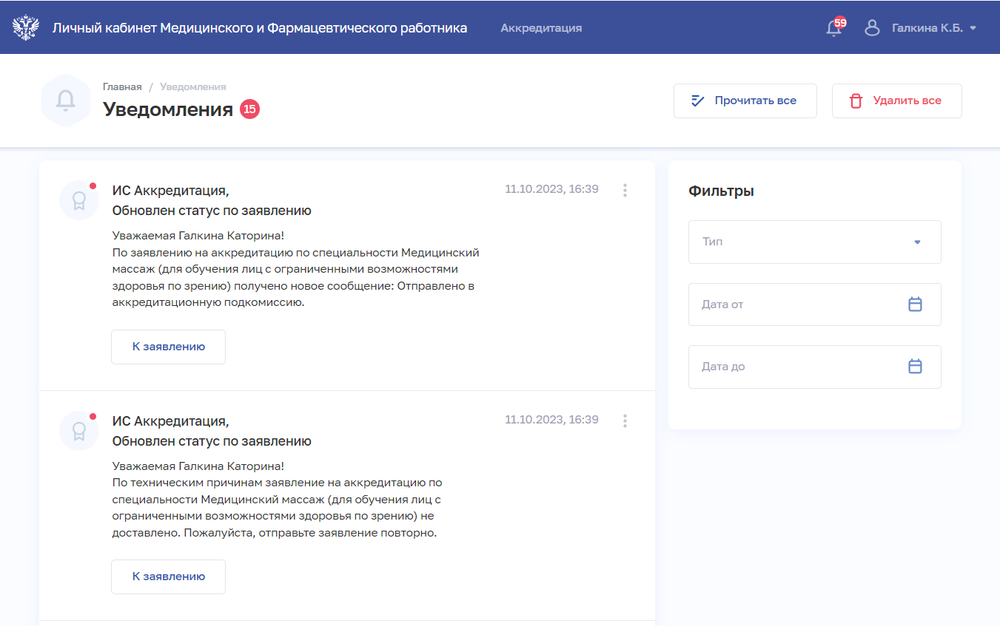 Личный кабинет Медицинского и Фармацевтического работника
Аккредитация
59
Галкина К.Б.
Главная / Уведомления
Уведомления 15
Прочитать все
Удалить все
ИС Аккредитация,
Обновлен статус по заявлению
11.10.2023, 16:39
Уважаемая Галкина Каторина!
По заявлению на аккредитацию по специальности Медицинский
массаж (для обучения лиц с ограниченными возможностями
здоровья по зрению) получено новое сообщение: Отправлено в
аккредитационную подкомиссию.
К заявлению
ИС Аккредитация,
Обновлен статус по заявлению
11.10.2023, 16:39
Уважаемая Галкина Каторина!
По техническим причинам заявление на аккредитацию по
специальности Медицинский массаж (для обучения лиц с
ограниченными возможностями здоровья по зрению) не
доставлено. Пожалуйста, отправьте заявление повторно.
К заявлению
Фильтры
Тип
Дата от
Дата до